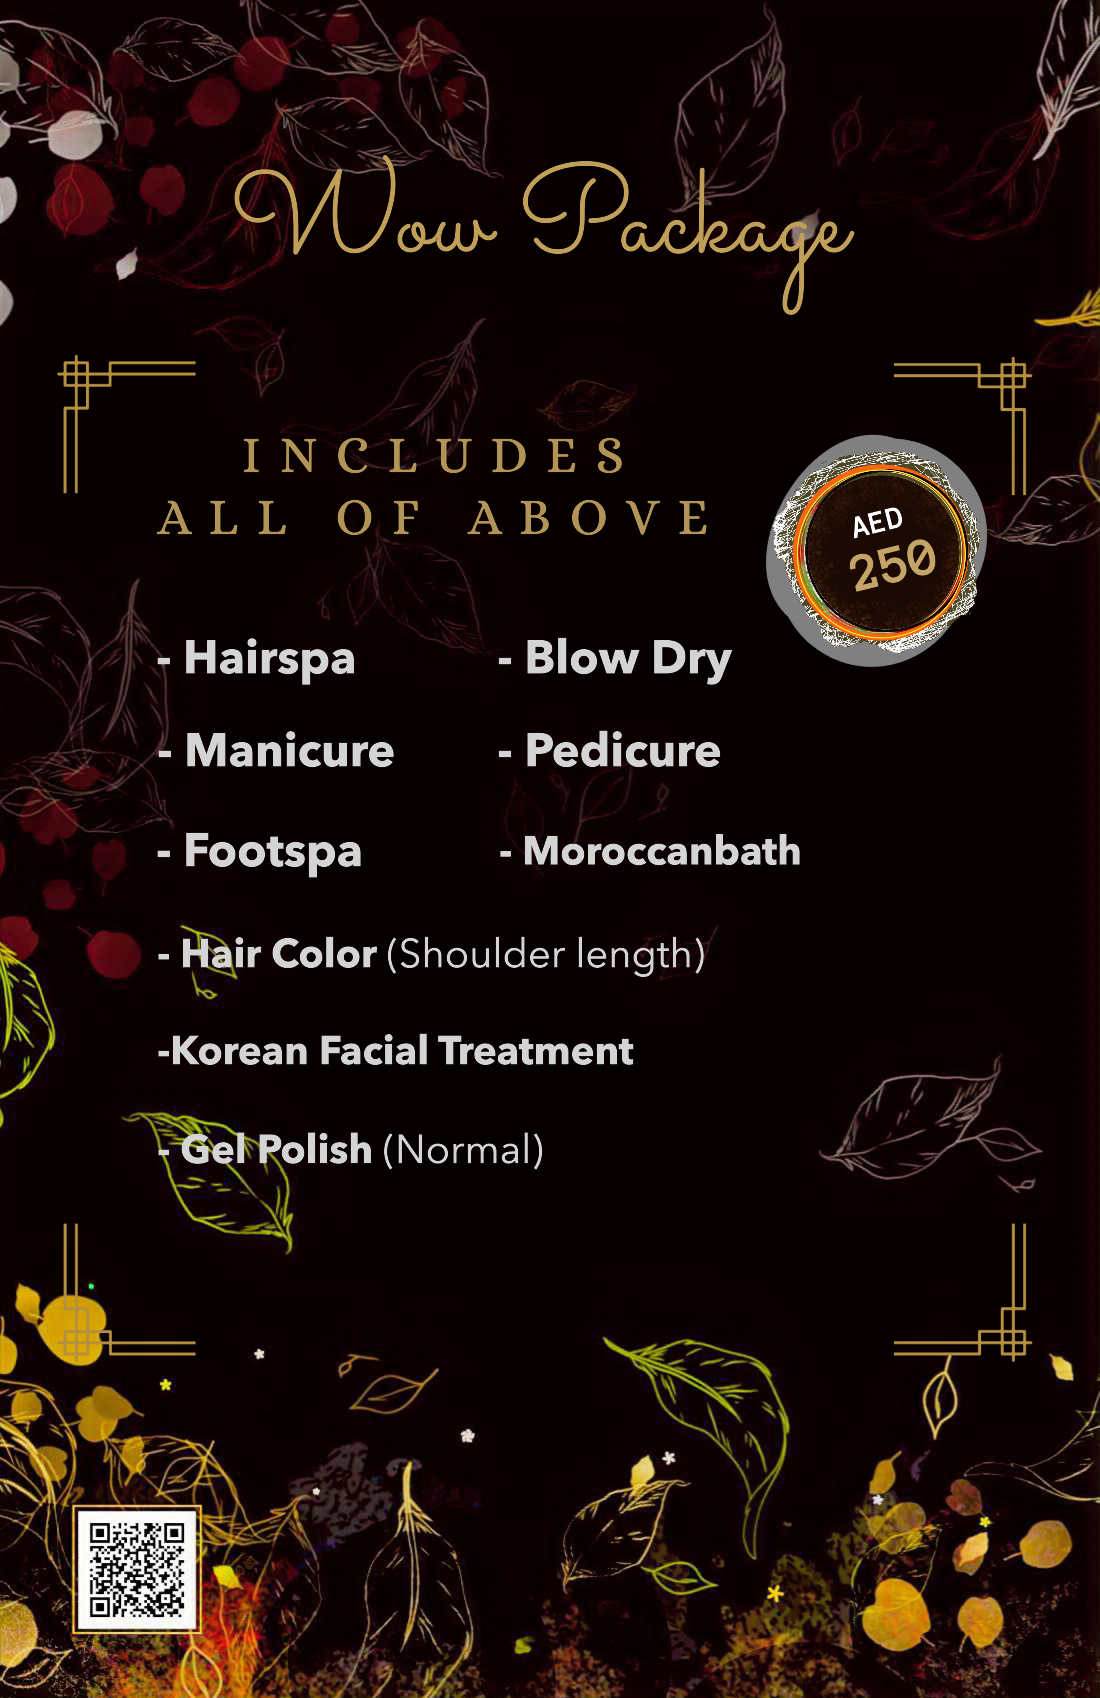 Wow Package
INCLUDES
ALL OF ABOVE
AED
250
- Hairspa
- Blow Dry
- Manicure
- Pedicure
- Footspa
- Moroccanbath
- Hair Color (Shoulder length)
-Korean Facial Treatment
- Gel Polish (Normal)